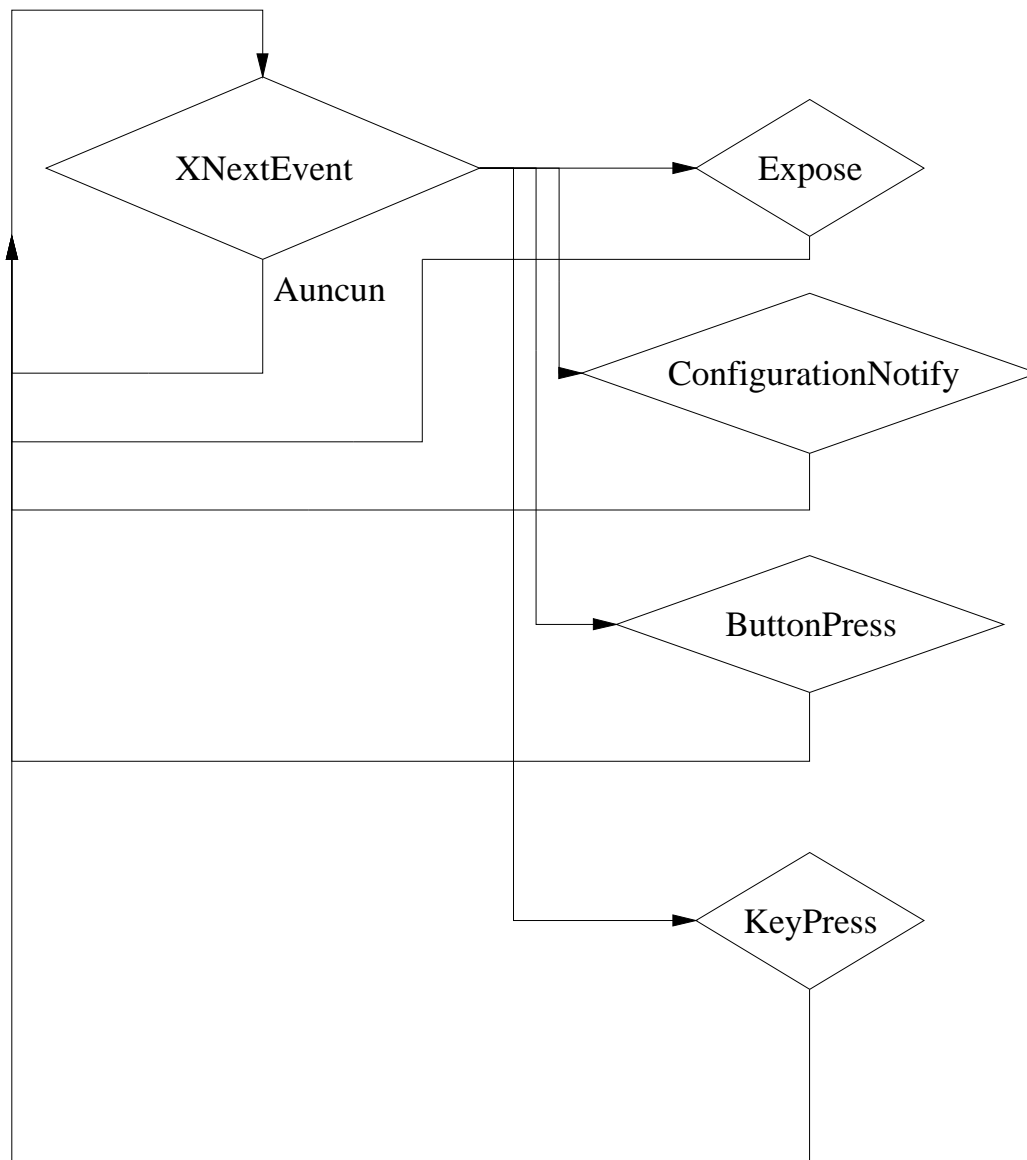 XNextEvent
Expose
Auncun
ConfigurationNotify
ButtonPress
KeyPress